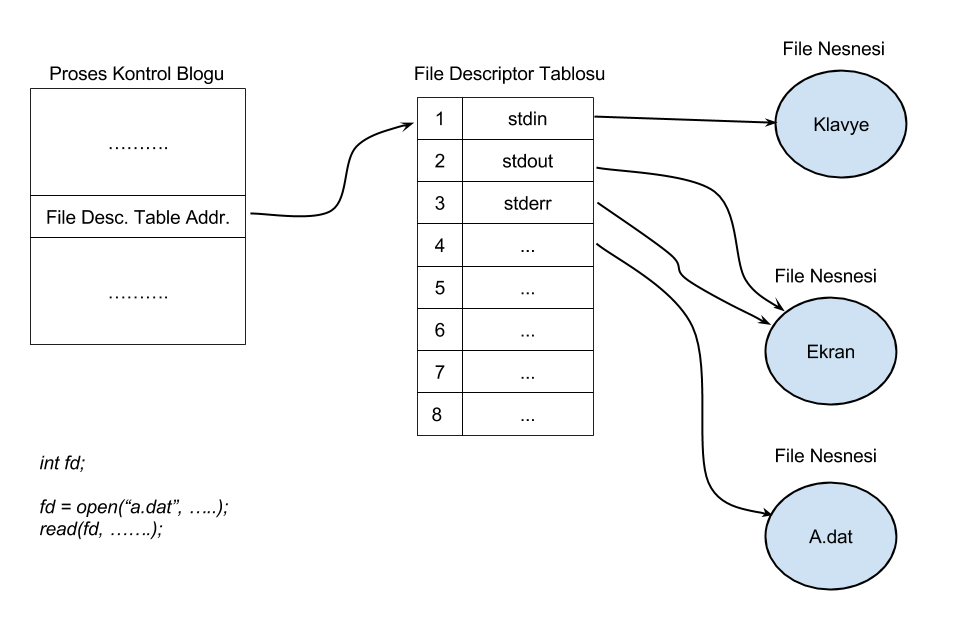 Proses Kontrol Blogu
……….
File Desc. Table Addr.
……….
int fd;
fd = open(“a.dat”, …..);
read(fd, …….);
File Descriptor Tablosu
1 stdin
2 stdout
3 stderr
4 ...
5 ...
6 ...
7 ...
8 ...
File Nesnesi
Klavye
File Nesnesi
Ekran
File Nesnesi
A.dat